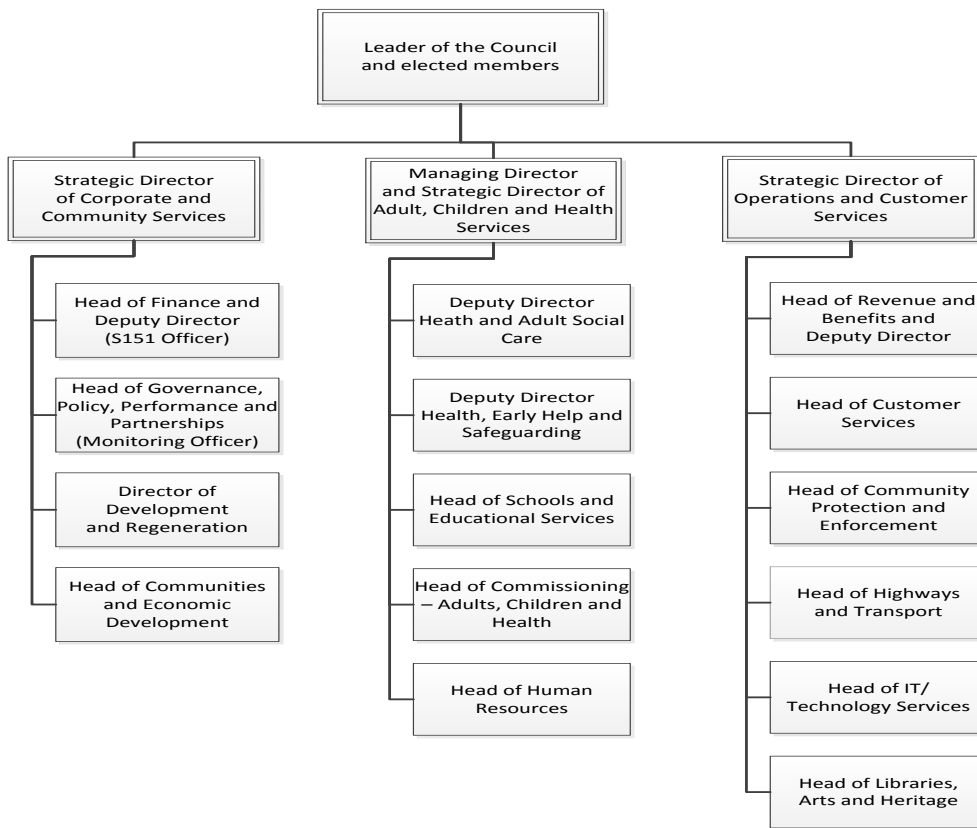 Leader of the Council
and elected members
Strategic Director
of Corporate and
Community Services
Managing Director
and Strategic Director of
Adult, Children and Health
Services
Strategic Director of
Operations and Customer
Services
Head of Finance and
Deputy Director
(S151 Officer)
Head of Governance,
Policy, Performance and
Partnerships
(Monitoring Officer)
Director of
Development
and Regeneration
Head of Communities
and Economic
Development
Deputy Director
Heath and Adult Social
Care
Deputy Director
Health, Early Help and
Safeguarding
Head of Schools and
Educational Services
Head of Commissioning
– Adults, Children and
Health
Head of Human
Resources
Head of Revenue and
Benefits and
Deputy Director
Head of Customer
Services
Head of Community
Protection and
Enforcement
Head of Highways
and Transport
Head of IT/
Technology Services
Head of Libraries,
Arts and Heritage